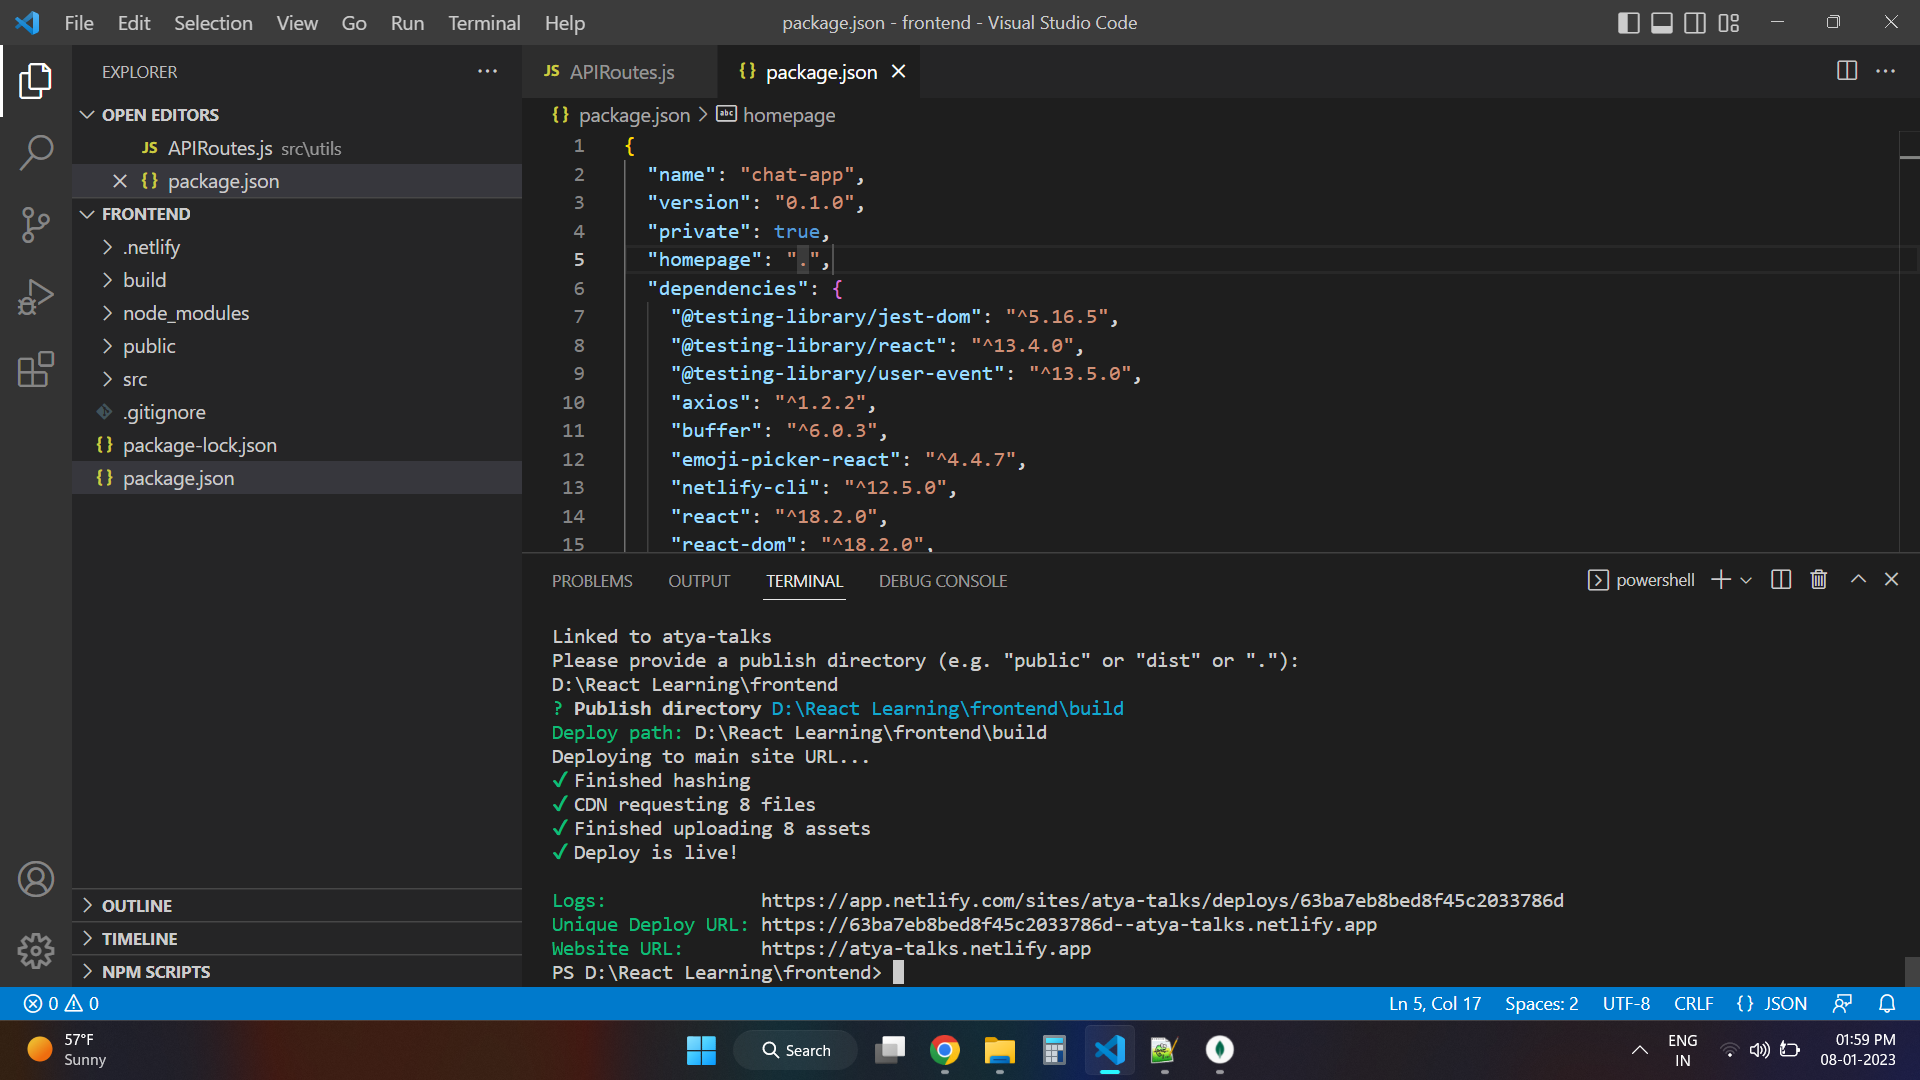 File Edit Selection View Go Run Terminal Help package.json - frontend - Visual Studio Code
EXPLORER
OPEN EDITORS
JS APIRoutes.js src\utils
{} package.json
FRONTEND
.netlify
build
node_modules
public
src
.gitignore
{} package-lock.json
{} package.json
OUTLINE
TIMELINE
NPM SCRIPTS
JS APIRoutes.js {} package.json
{} package.json > abc homepage
1 {
2 "name": "chat-app",
3 "version": "0.1.0",
4 "private": true,
5 "homepage": ".",
6 "dependencies": {
7 "@testing-library/jest-dom": "^5.16.5",
8 "@testing-library/react": "^13.4.0",
9 "@testing-library/user-event": "^13.5.0",
10 "axios": "^1.2.2",
11 "buffer": "^6.0.3",
12 "emoji-picker-react": "^4.4.7",
13 "netlify-cli": "^12.5.0",
14 "react": "^18.2.0",
15 "react-dom": "^18.2.0",
PROBLEMS OUTPUT TERMINAL DEBUG CONSOLE powershell
Linked to atya-talks
Please provide a publish directory (e.g. "public" or "dist" or "."):
D:\React Learning\frontend
? Publish directory D:\React Learning\frontend\build
Deploy path: D:\React Learning\frontend\build
Deploying to main site URL...
✓ Finished hashing
✓ CDN requesting 8 files
✓ Finished uploading 8 assets
✓ Deploy is live!
Logs: https://app.netlify.com/sites/atya-talks/deploys/63ba7eb8bed8f45c2033786d
Unique Deploy URL: https://63ba7eb8bed8f45c2033786d--atya-talks.netlify.app
Website URL: https://atya-talks.netlify.app
PS D:\React Learning\frontend>
0 0 Ln 5, Col 17 Spaces: 2 UTF-8 CRLF {} JSON
57°F
Sunny
Search
ENG
IN
01:59 PM
08-01-2023